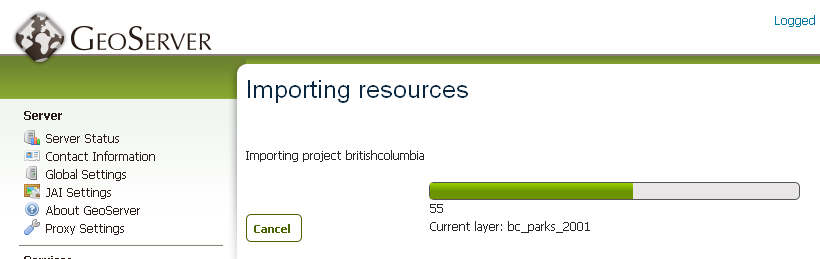 GEOSERVER
Logged
Importing resources
Server
Server Status
Contact Information
Global Settings
JAI Settings
About GeoServer
Proxy Settings
Importing project britishcolumbia
55
Current layer: bc_parks_2001
Cancel